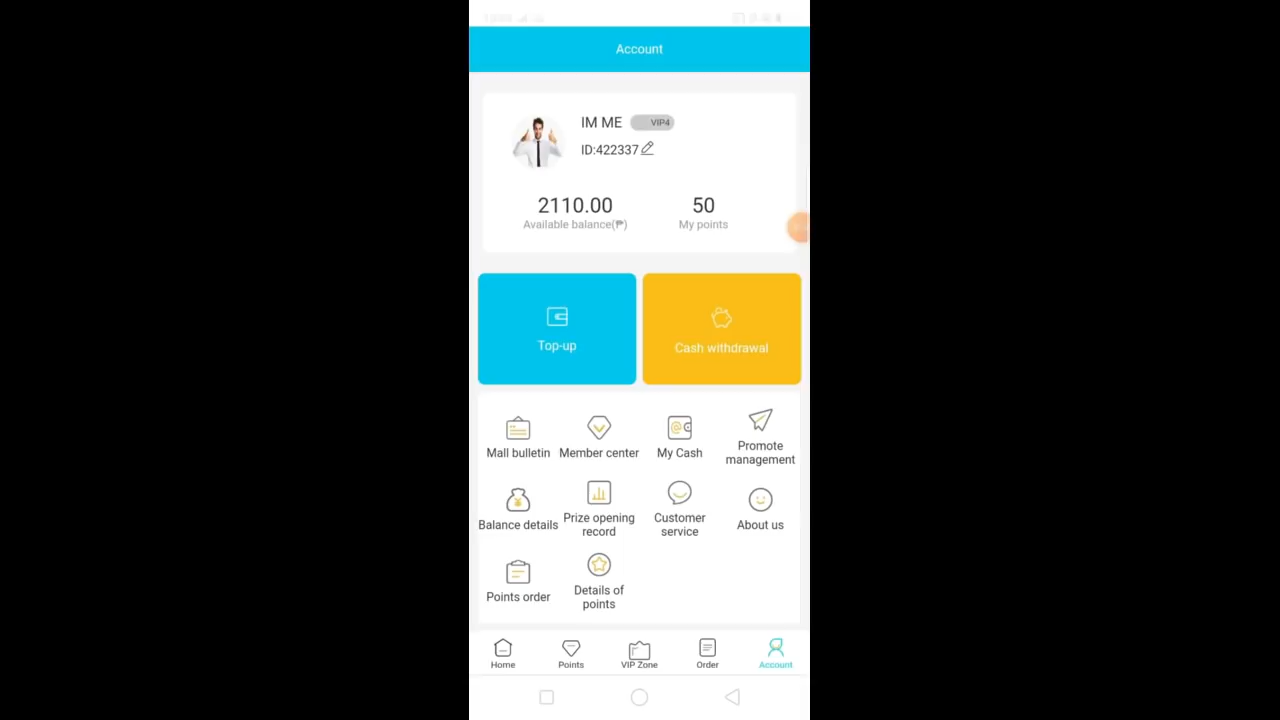 Account
IM ME VIP4
ID:422337
2110.00 50
Available balance(₱) My points
Top-up Cash withdrawal
Mall bulletin Member center My Cash Promote management
Balance details Prize opening record Customer service About us
Points order Details of points
Home Points VIP Zone Order Account